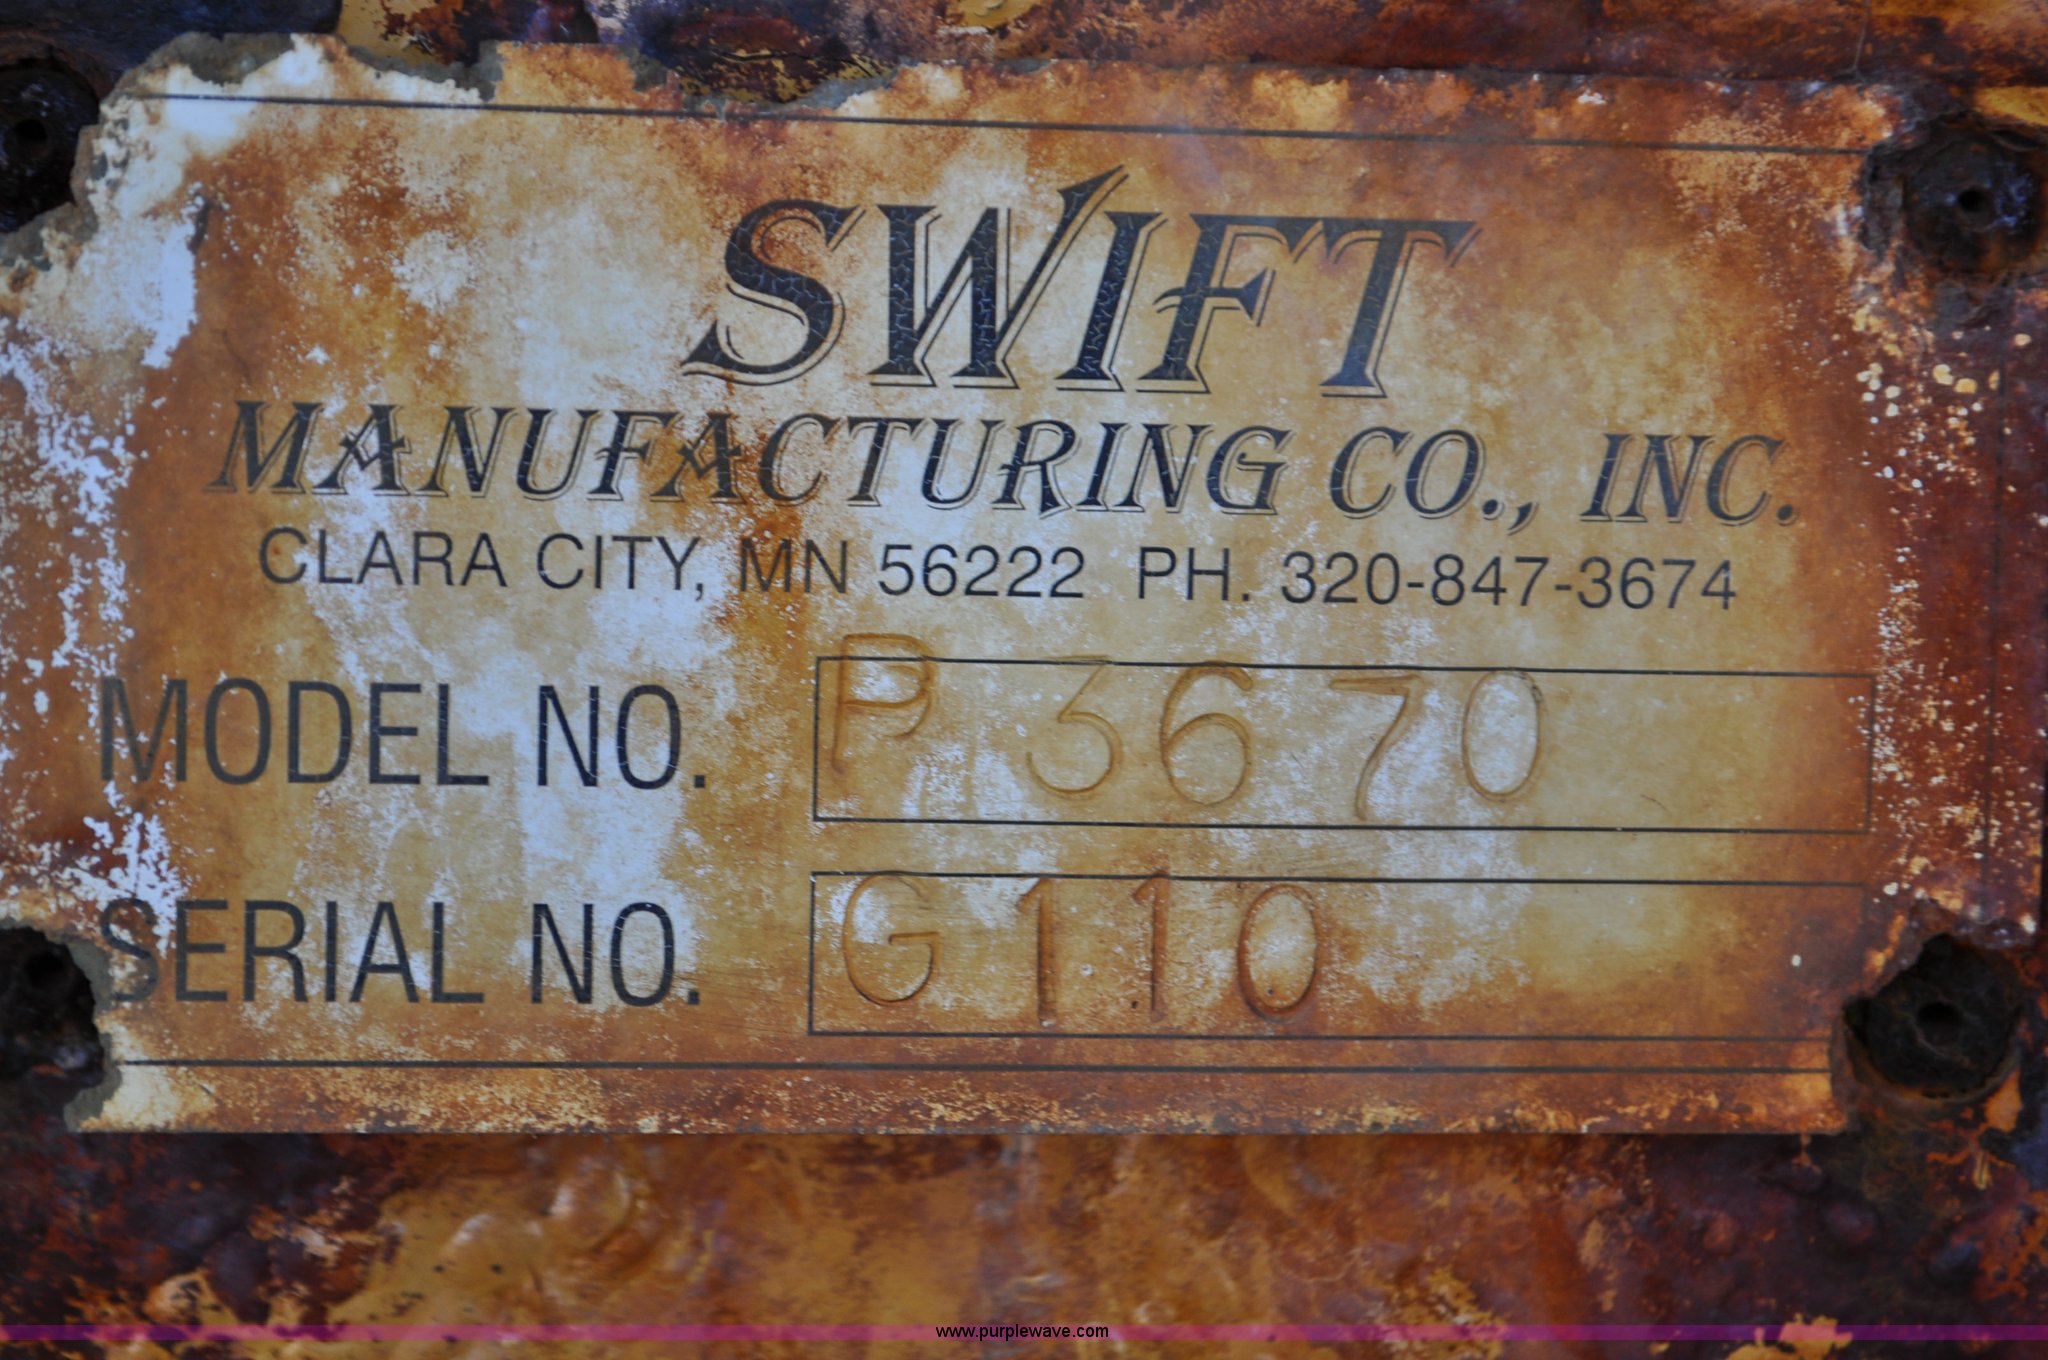 SWIFT
MANUFACTURING CO., INC.
CLARA CITY, MN 56222 PH. 320-847-3674
MODEL NO. P 3670
SERIAL NO. G110
www.purplewave.com